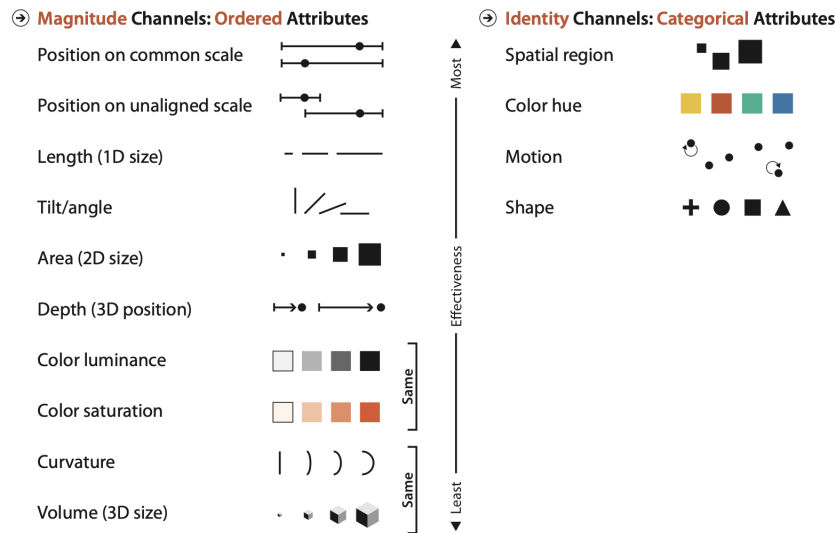 Magnitude Channels: Ordered Attributes
Position on common scale
Position on unaligned scale
Length (1D size)
Tilt/angle
Area (2D size)
Depth (3D position)
Color luminance
Color saturation
Curvature
Volume (3D size)
Same
Same
Most
Effectiveness
Least
Identity Channels: Categorical Attributes
Spatial region
Color hue
Motion
Shape